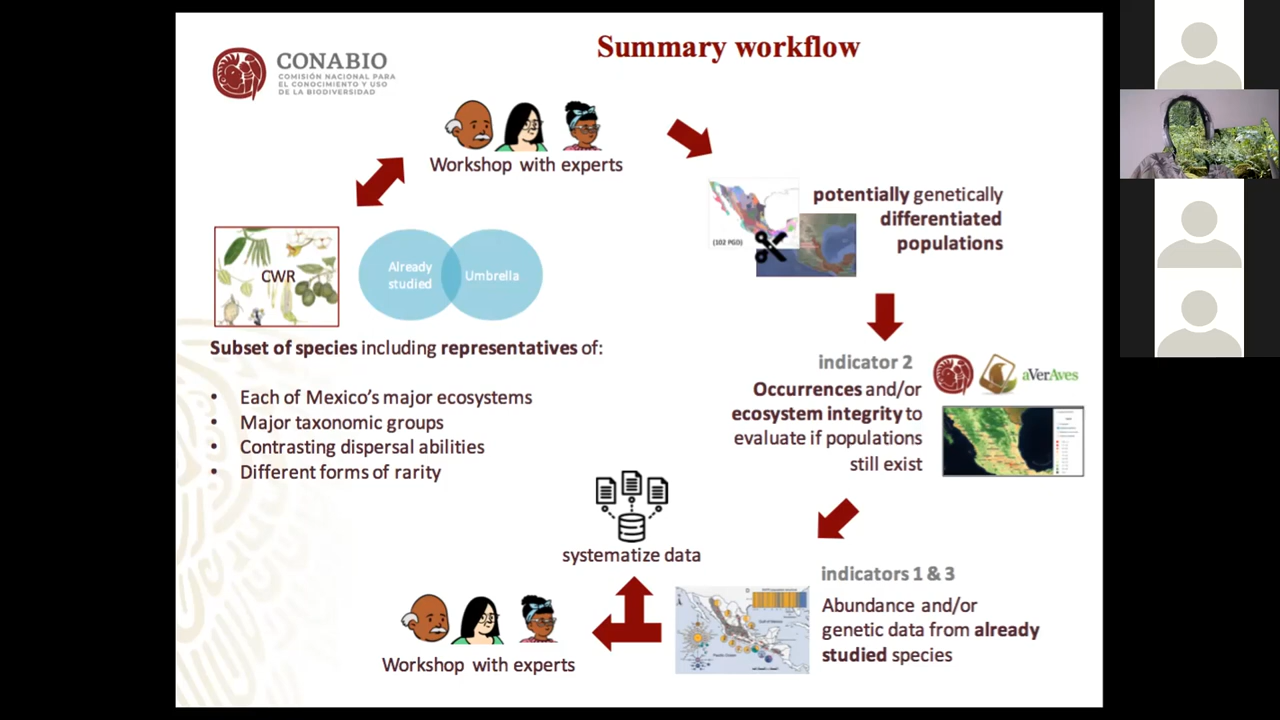 Summary workflow
CONABIO
COMISIÓN NACIONAL PARA
EL CONOCIMIENTO Y USO
DE LA BIODIVERSIDAD
Workshop with experts
potentially genetically
differentiated
populations
(102 PGD)
CWR
Already
studied
Umbrella
Subset of species including representatives of:
• Each of Mexico's major ecosystems
• Major taxonomic groups
• Contrasting dispersal abilities
• Different forms of rarity
indicator 2
aVerAves
Occurrences and/or
ecosystem integrity to
evaluate if populations
still exist
systematize data
indicators 1 & 3
Abundance and/or
genetic data from already
studied species
Workshop with experts